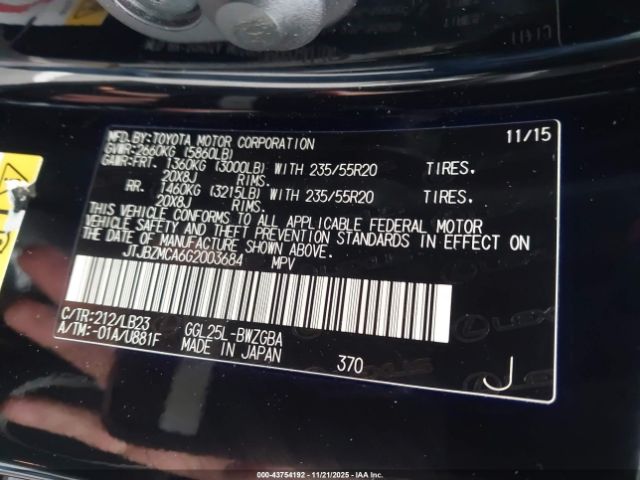 MFD.BY:TOYOTA MOTOR CORPORATION 11/15
GVWR:2660KG (5860LB)
GAWR:FRT. 1360KG (3000LB) WITH 235/55R20 TIRES.
20X8J RIMS.
RR. 1460KG (3215LB) WITH 235/55R20 TIRES.
20X8J RIMS.
THIS VEHICLE CONFORMS TO ALL APPLICABLE FEDERAL MOTOR
VEHICLE SAFETY AND THEFT PREVENTION STANDARDS IN EFFECT ON
THE DATE OF MANUFACTURE SHOWN ABOVE.
JTJBZMCA6G2003684 MPV
C/TR:212/LB23 GGL25L-BWZGBA
A/TM:-01A/U881F MADE IN JAPAN 370 J
000-43754192 - 11/21/2025 - IAA